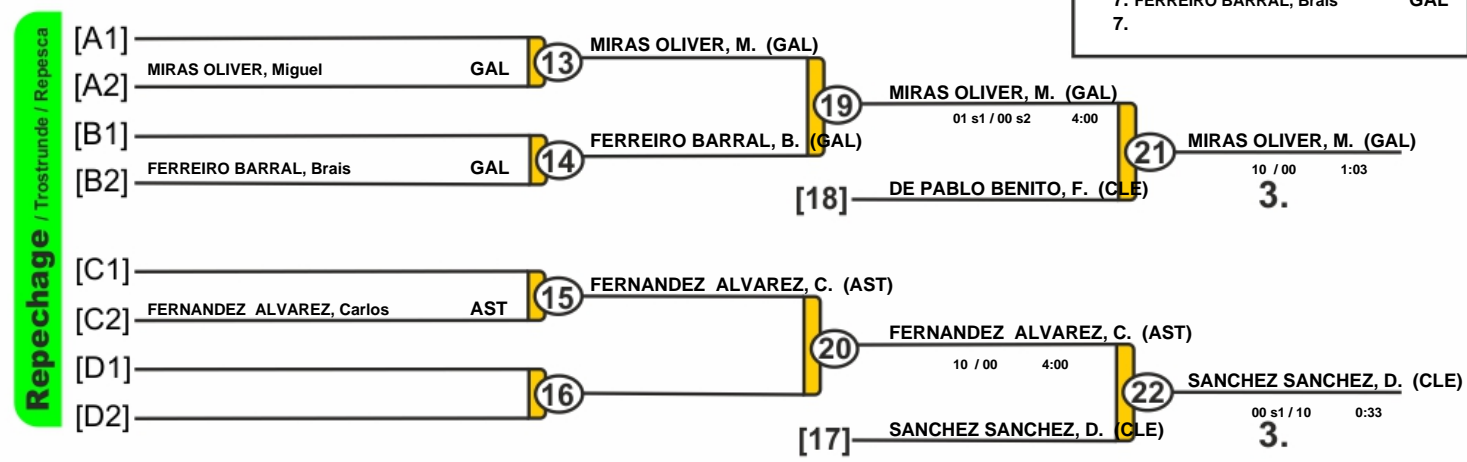 7. FERREIRO BARRAL, Brais GAL
7.
Repechage / Trostrunde / Repesca
[A1]
MIRAS OLIVER, Miguel GAL
[A2]
13
MIRAS OLIVER, M. (GAL)
[B1]
FERREIRO BARRAL, Brais GAL
[B2]
14
FERREIRO BARRAL, B. (GAL)
19
MIRAS OLIVER, M. (GAL)
01 s1 / 00 s2 4:00
[18]
DE PABLO BENITO, F. (CLE)
21
MIRAS OLIVER, M. (GAL)
10 / 00 1:03
3.
[C1]
FERNANDEZ ALVAREZ, Carlos AST
[C2]
15
FERNANDEZ ALVAREZ, C. (AST)
[D1]
[D2]
16
20
FERNANDEZ ALVAREZ, C. (AST)
10 / 00 4:00
[17]
SANCHEZ SANCHEZ, D. (CLE)
22
SANCHEZ SANCHEZ, D. (CLE)
00 s1 / 10 0:33
3.